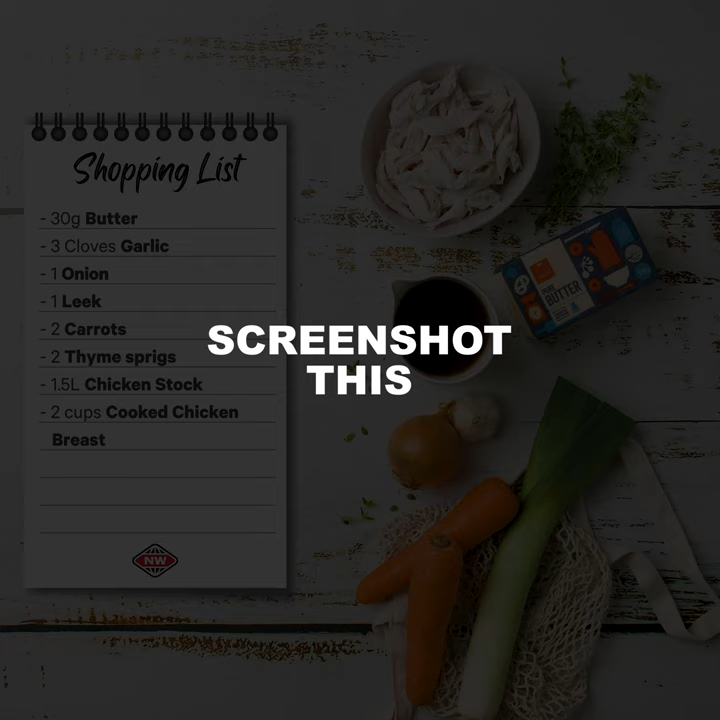 Shopping List
- 30g Butter
- 3 Cloves Garlic
- 1 Onion
- 1 Leek
- 2 Carrots
- 2 Thyme sprigs
- 1.5L Chicken Stock
- 2 cups Cooked Chicken
Breast
NW
SCREENSHOT
THIS
PURE
BUTTER